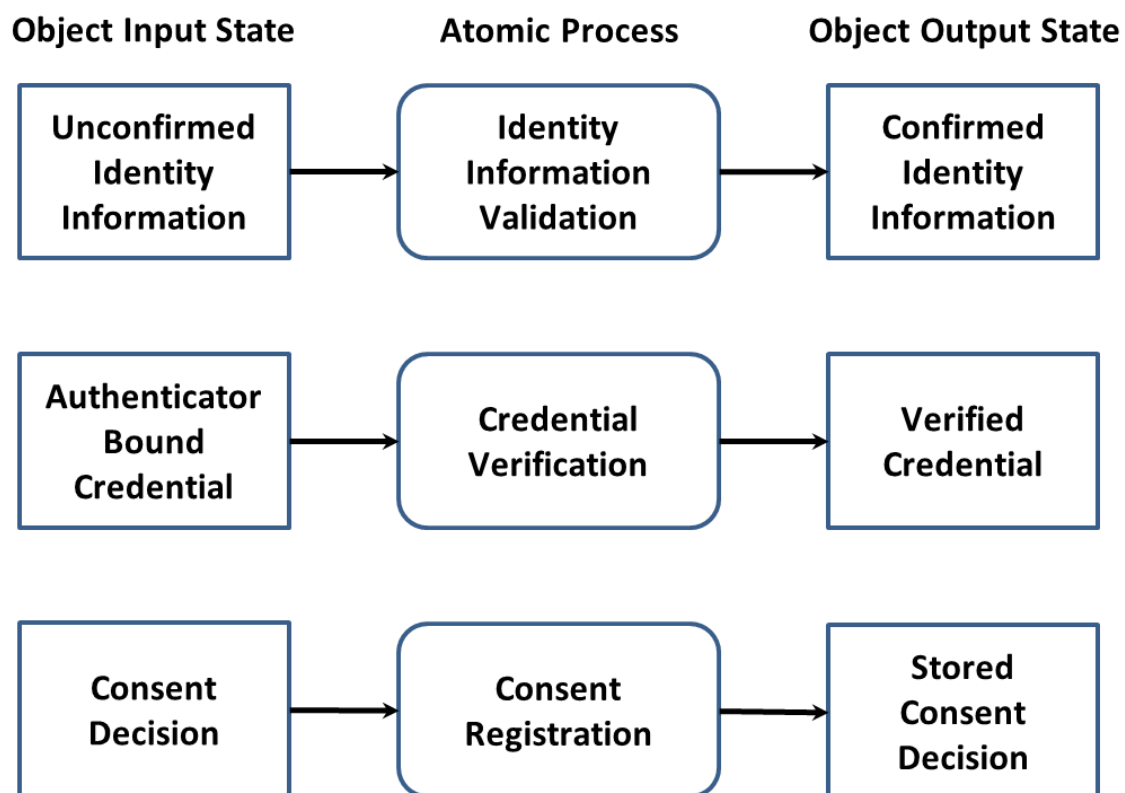 Object Input State
Atomic Process
Object Output State
Unconfirmed
Identity
Information
Identity
Information
Validation
Confirmed
Identity
Information
Authenticator
Bound
Credential
Credential
Verification
Verified
Credential
Consent
Decision
Consent
Registration
Stored
Consent
Decision